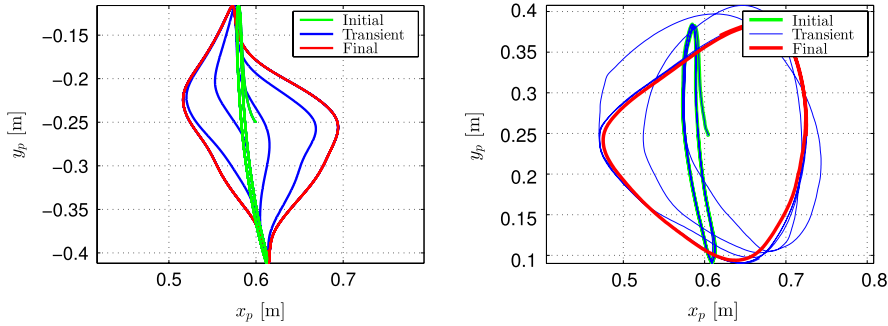 Initial
Transient
Final
−0.15
−0.2
−0.25
−0.3
−0.35
−0.4
y_p [m]
0.5
0.6
0.7
x_p [m]
Initial
Transient
Final
0.4
0.35
0.3
0.25
0.2
0.15
0.1
y_p [m]
0.5
0.6
0.7
0.8
x_p [m]